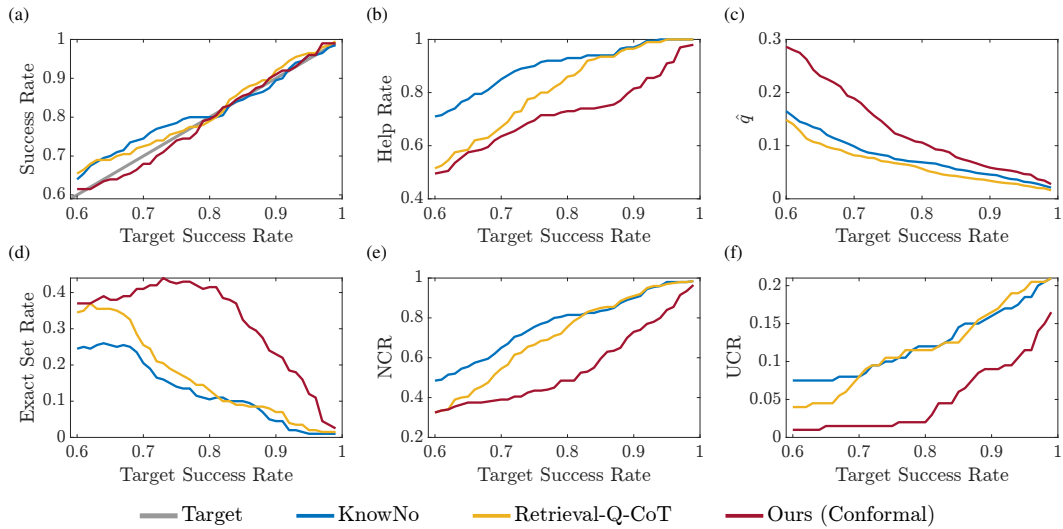 (a)
1
0.9
0.8
0.7
0.6
Success Rate
0.6 0.7 0.8 0.9 1
Target Success Rate
(b)
1
0.8
0.6
0.4
Help Rate
0.6 0.7 0.8 0.9 1
Target Success Rate
(c)
0.3
0.2
0.1
0
q̂
0.6 0.7 0.8 0.9 1
Target Success Rate
(d)
0.4
0.3
0.2
0.1
0
Exact Set Rate
0.6 0.7 0.8 0.9 1
Target Success Rate
(e)
1
0.8
0.6
0.4
0.2
NCR
0.6 0.7 0.8 0.9 1
Target Success Rate
(f)
0.2
0.15
0.1
0.05
0
UCR
0.6 0.7 0.8 0.9 1
Target Success Rate
Target KnowNo Retrieval-Q-CoT Ours (Conformal)